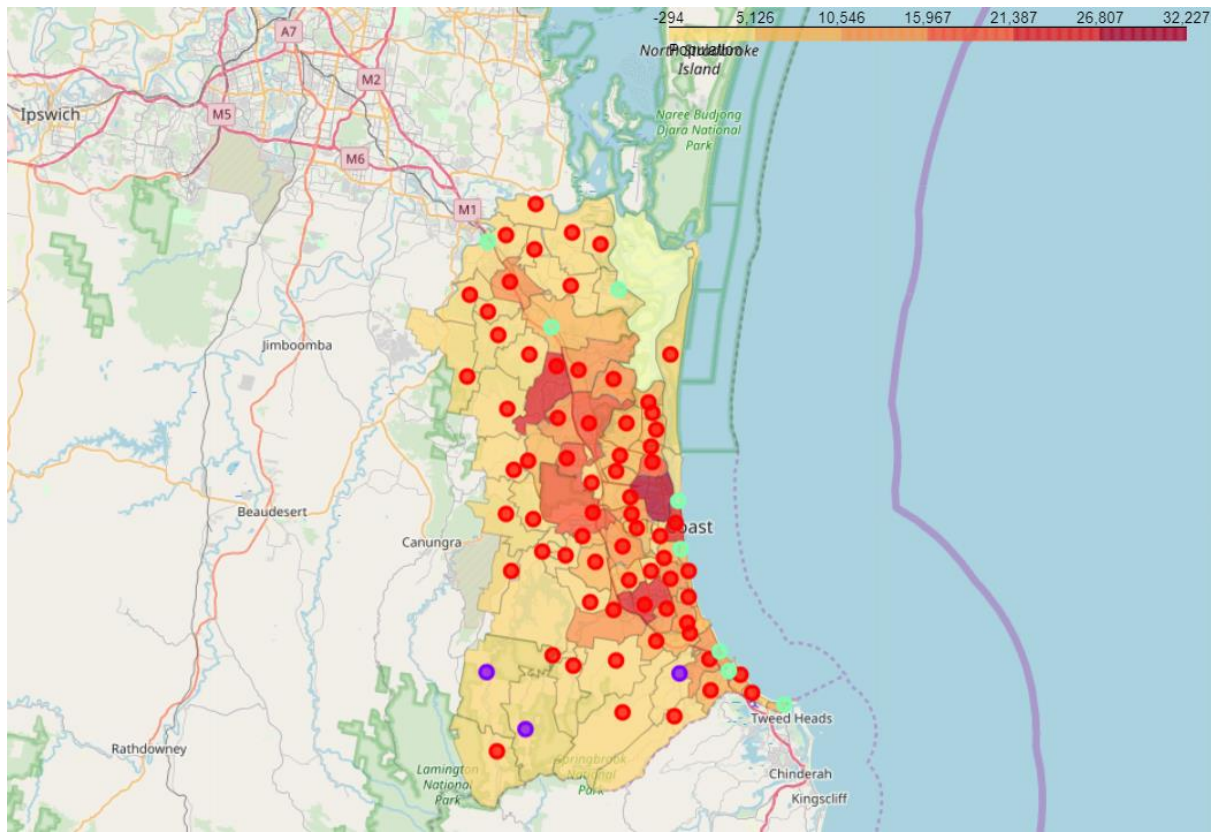 -294 5,126 10,546 15,967 21,387 26,807 32,227
Population
A7
North Stradbroke
Island
M2
Ipswich
M5
Naree Budjong
Djara National
Park
M6
M1
Jimboomba
Beaudesert
oast
Canungra
Tweed Heads
Rathdowney
Springbrook
National
Park
Lamington
National
Park
Chinderah
Kingscliff